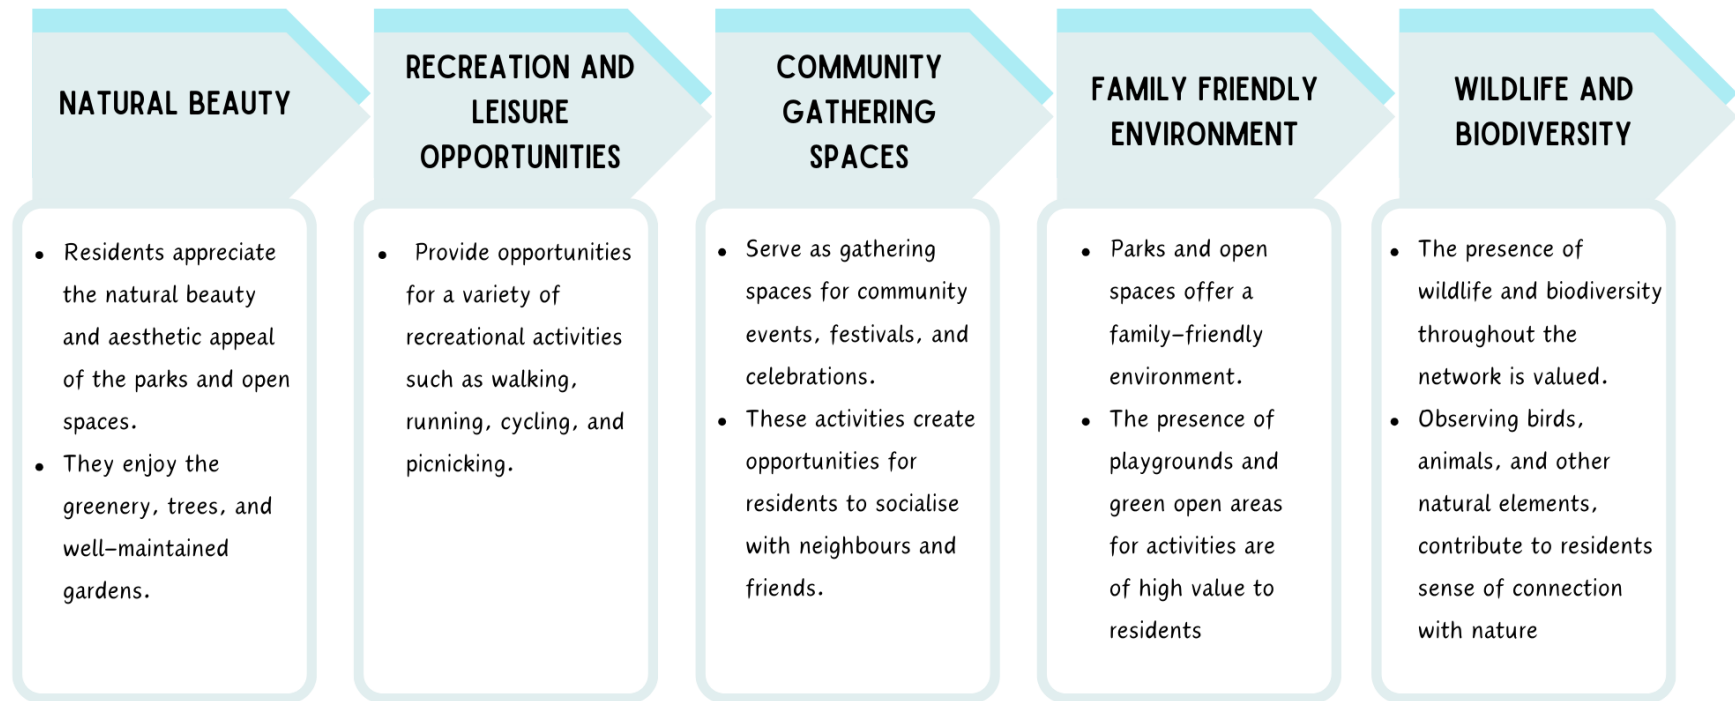 NATURAL BEAUTY
• Residents appreciate
the natural beauty
and aesthetic appeal
of the parks and open
spaces.
• They enjoy the
greenery, trees, and
well-maintained
gardens.
RECREATION AND
LEISURE
OPPORTUNITIES
• Provide opportunities
for a variety of
recreational activities
such as walking,
running, cycling, and
picnicking.
COMMUNITY
GATHERING
SPACES
• Serve as gathering
spaces for community
events, festivals, and
celebrations.
• These activities create
opportunities for
residents to socialise
with neighbours and
friends.
FAMILY FRIENDLY
ENVIRONMENT
• Parks and open
spaces offer a
family-friendly
environment.
• The presence of
playgrounds and
green open areas
for activities are
of high value to
residents
WILDLIFE AND
BIODIVERSITY
• The presence of
wildlife and biodiversity
throughout the
network is valued.
• Observing birds,
animals, and other
natural elements,
contribute to residents
sense of connection
with nature